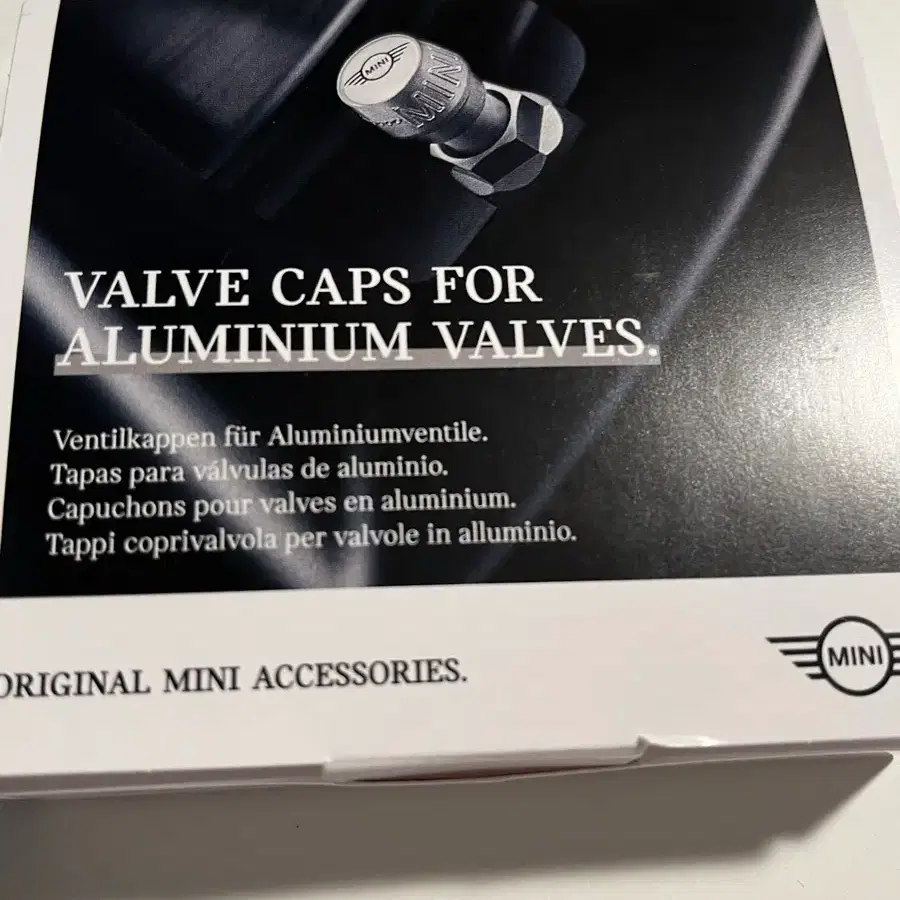 MINI
MINI
VALVE CAPS FOR
ALUMINIUM VALVES.
Ventilkappen für Aluminiumventile.
Tapas para válvulas de aluminio.
Capuchons pour valves en aluminium.
Tappi coprivalvola per valvole in alluminio.
ORIGINAL MINI ACCESSORIES.
MINI